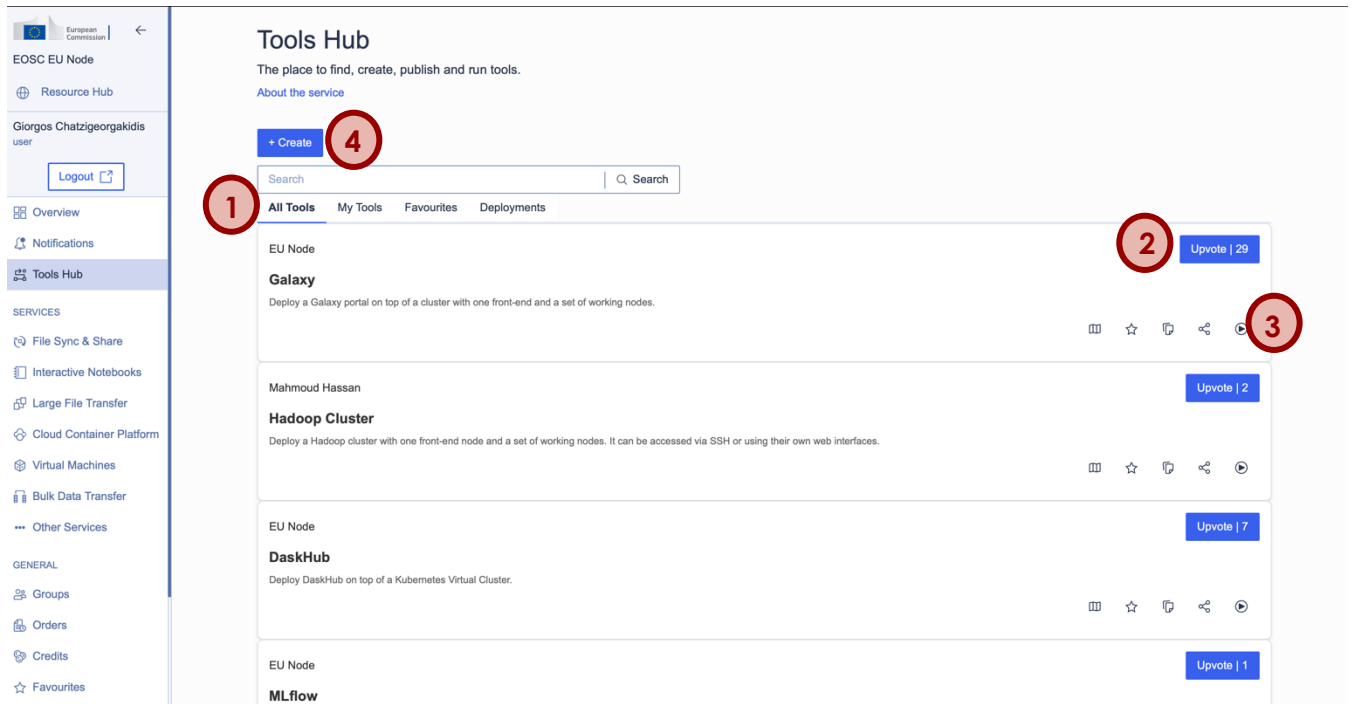 European
Commission
EOSC EU Node
Resource Hub
Giorgos Chatzigeorgakidis
user
Logout
Overview
Notifications
Tools Hub
SERVICES
File Sync & Share
Interactive Notebooks
Large File Transfer
Cloud Container Platform
Virtual Machines
Bulk Data Transfer
Other Services
GENERAL
Groups
Orders
Credits
Favourites
Tools Hub
The place to find, create, publish and run tools.
About the service
+ Create
4
Search
Search
1
All Tools My Tools Favourites Deployments
EU Node
2
Upvote | 29
Galaxy
Deploy a Galaxy portal on top of a cluster with one front-end and a set of working nodes.
3
Mahmoud Hassan
Upvote | 2
Hadoop Cluster
Deploy a Hadoop cluster with one front-end node and a set of working nodes. It can be accessed via SSH or using their own web interfaces.
EU Node
Upvote | 7
DaskHub
Deploy DaskHub on top of a Kubernetes Virtual Cluster.
EU Node
Upvote | 1
MLflow